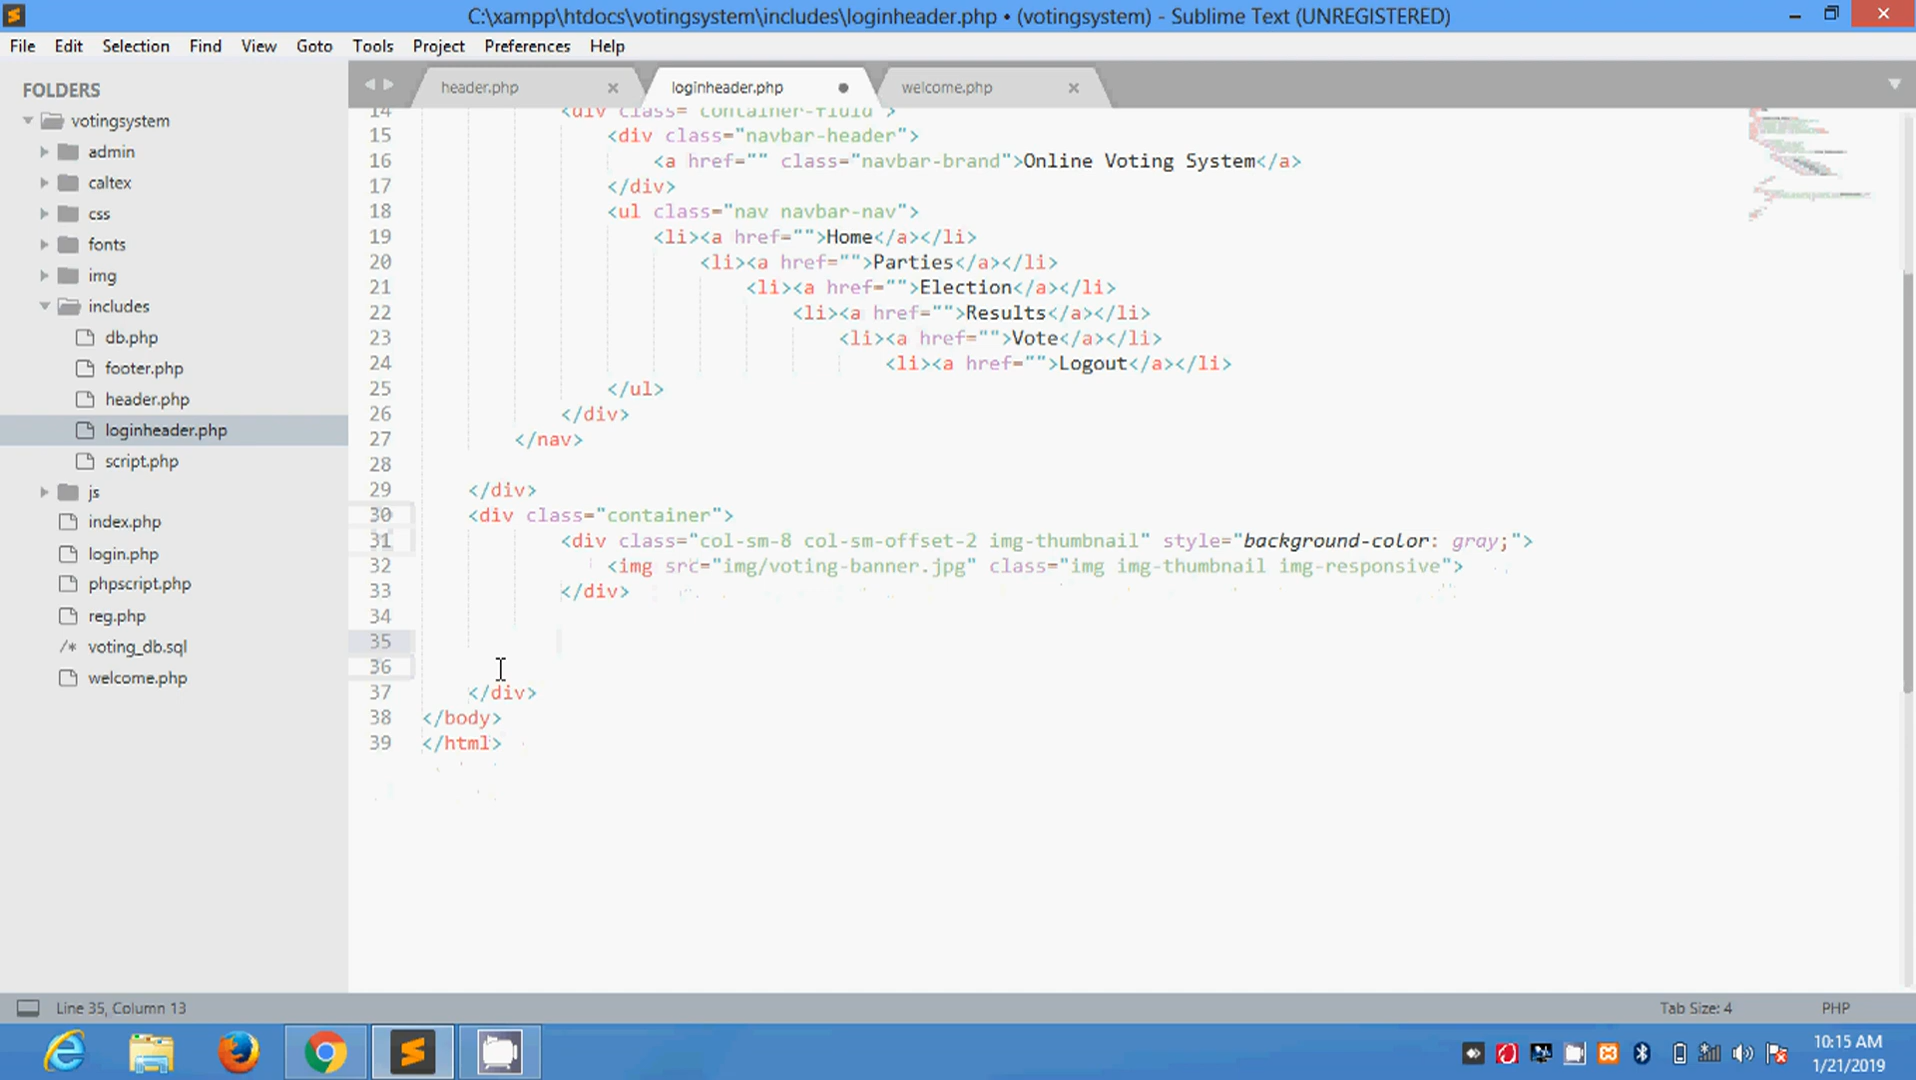 C:\xampp\htdocs\votingsystem\includes\loginheader.php • (votingsystem) - Sublime Text (UNREGISTERED)
File Edit Selection Find View Goto Tools Project Preferences Help
FOLDERS
votingsystem
admin
caltex
css
fonts
img
includes
db.php
footer.php
header.php
loginheader.php
script.php
js
index.php
login.php
phpscript.php
reg.php
/* voting_db.sql
welcome.php
header.php loginheader.php welcome.php
14 <div class="container-fluid">
15 <div class="navbar-header">
16 <a href="" class="navbar-brand">Online Voting System</a>
17 </div>
18 <ul class="nav navbar-nav">
19 <li><a href="">Home</a></li>
20 <li><a href="">Parties</a></li>
21 <li><a href="">Election</a></li>
22 <li><a href="">Results</a></li>
23 <li><a href="">Vote</a></li>
24 <li><a href="">Logout</a></li>
25 </ul>
26 </div>
27 </nav>
28
29 </div>
30 <div class="container">
31 <div class="col-sm-8 col-sm-offset-2 img-thumbnail" style="background-color: gray;">
32 <img src="img/voting-banner.jpg" class="img img-thumbnail img-responsive">
33 </div>
34
35
36
37 </div>
38 </body>
39 </html>
Line 35, Column 13
Tab Size: 4
PHP
10:15 AM
1/21/2019